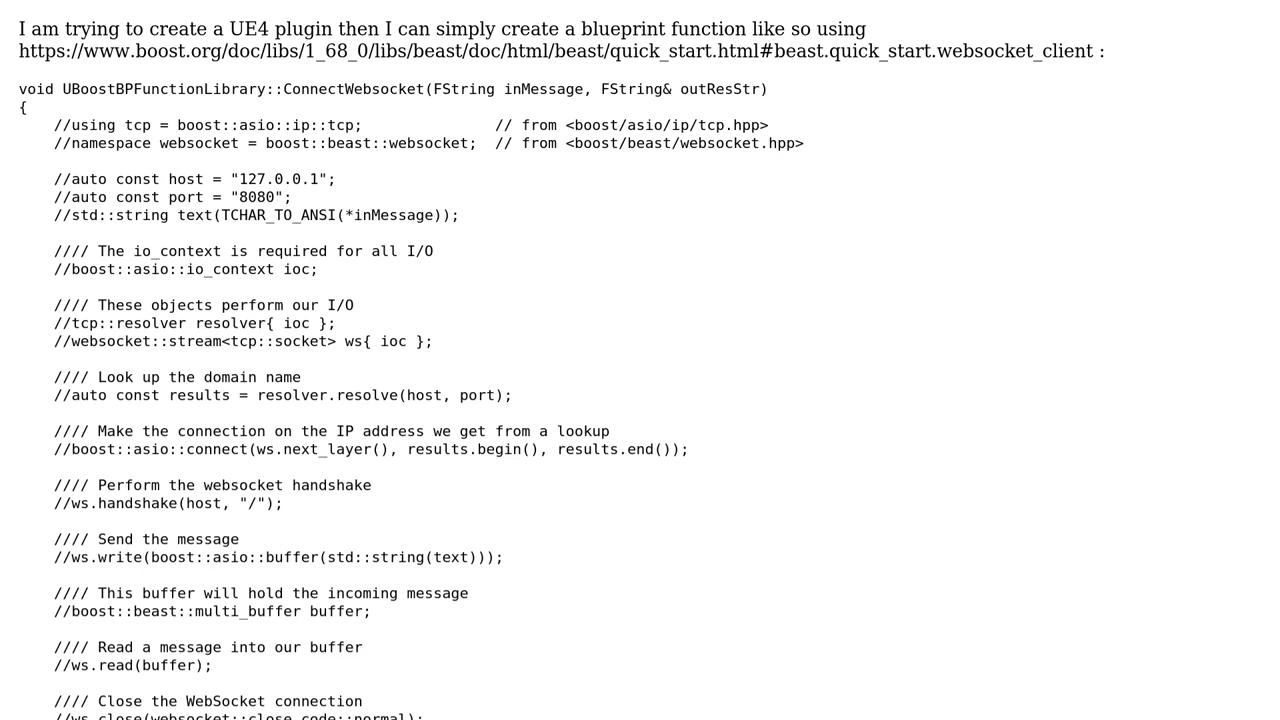 I am trying to create a UE4 plugin then I can simply create a blueprint function like so using
https://www.boost.org/doc/libs/1_68_0/libs/beast/doc/html/beast/quick_start.html#beast.quick_start.websocket_client :
void UBoostBPFunctionLibrary::ConnectWebsocket(FString inMessage, FString& outResStr)
{
    //using tcp = boost::asio::ip::tcp;               // from <boost/asio/ip/tcp.hpp>
    //namespace websocket = boost::beast::websocket;  // from <boost/beast/websocket.hpp>
    //auto const host = "127.0.0.1";
    //auto const port = "8080";
    //std::string text(TCHAR_TO_ANSI(*inMessage));
    //// The io_context is required for all I/O
    //boost::asio::io_context ioc;
    //// These objects perform our I/O
    //tcp::resolver resolver{ ioc };
    //websocket::stream<tcp::socket> ws{ ioc };
    //// Look up the domain name
    //auto const results = resolver.resolve(host, port);
    //// Make the connection on the IP address we get from a lookup
    //boost::asio::connect(ws.next_layer(), results.begin(), results.end());
    //// Perform the websocket handshake
    //ws.handshake(host, "/");
    //// Send the message
    //ws.write(boost::asio::buffer(std::string(text)));
    //// This buffer will hold the incoming message
    //boost::beast::multi_buffer buffer;
    //// Read a message into our buffer
    //ws.read(buffer);
    //// Close the WebSocket connection
    //ws.close(websocket::close_code::normal);